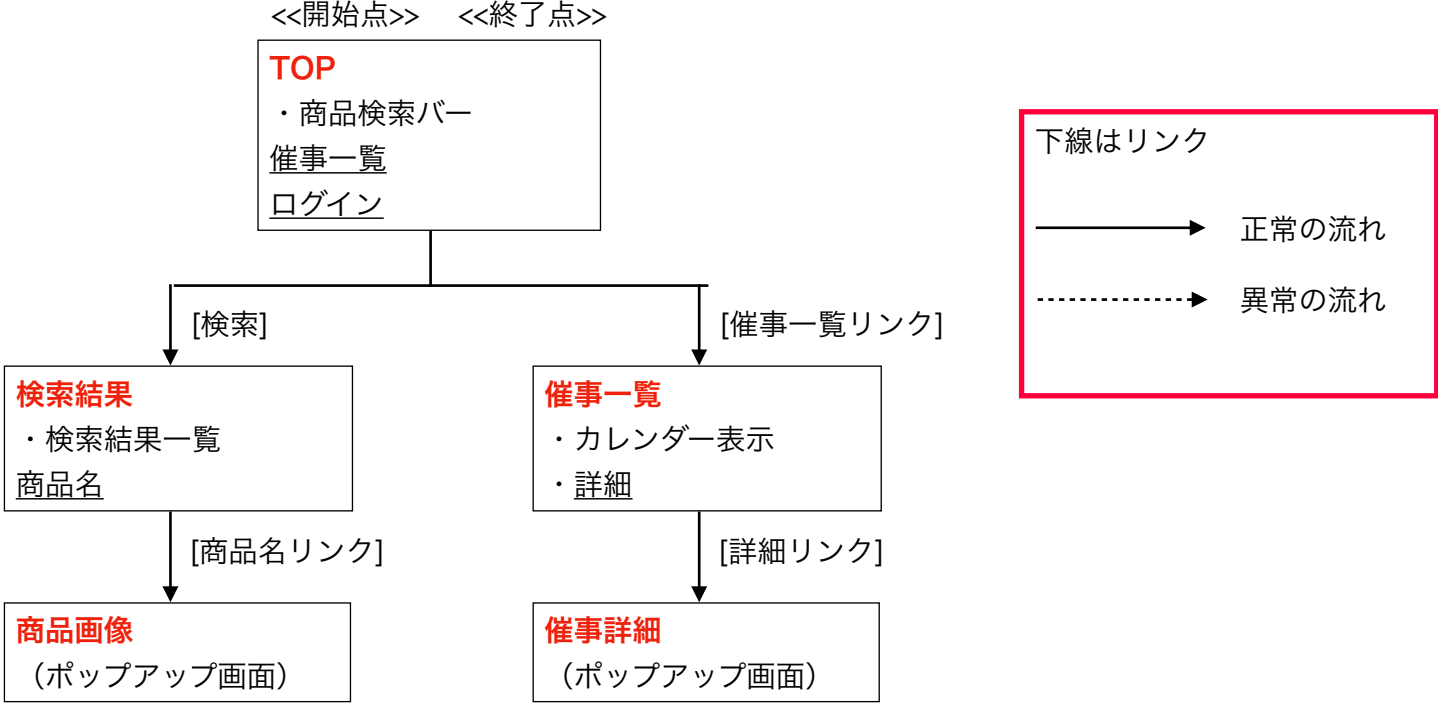 <<開始点>> <<終了点>>
TOP
・商品検索バー
催事一覧
ログイン
下線はリンク
正常の流れ
異常の流れ
[検索]
[催事一覧リンク]
検索結果
・検索結果一覧
商品名
催事一覧
・カレンダー表示
・詳細
[商品名リンク]
[詳細リンク]
商品画像
（ポップアップ画面）
催事詳細
（ポップアップ画面）